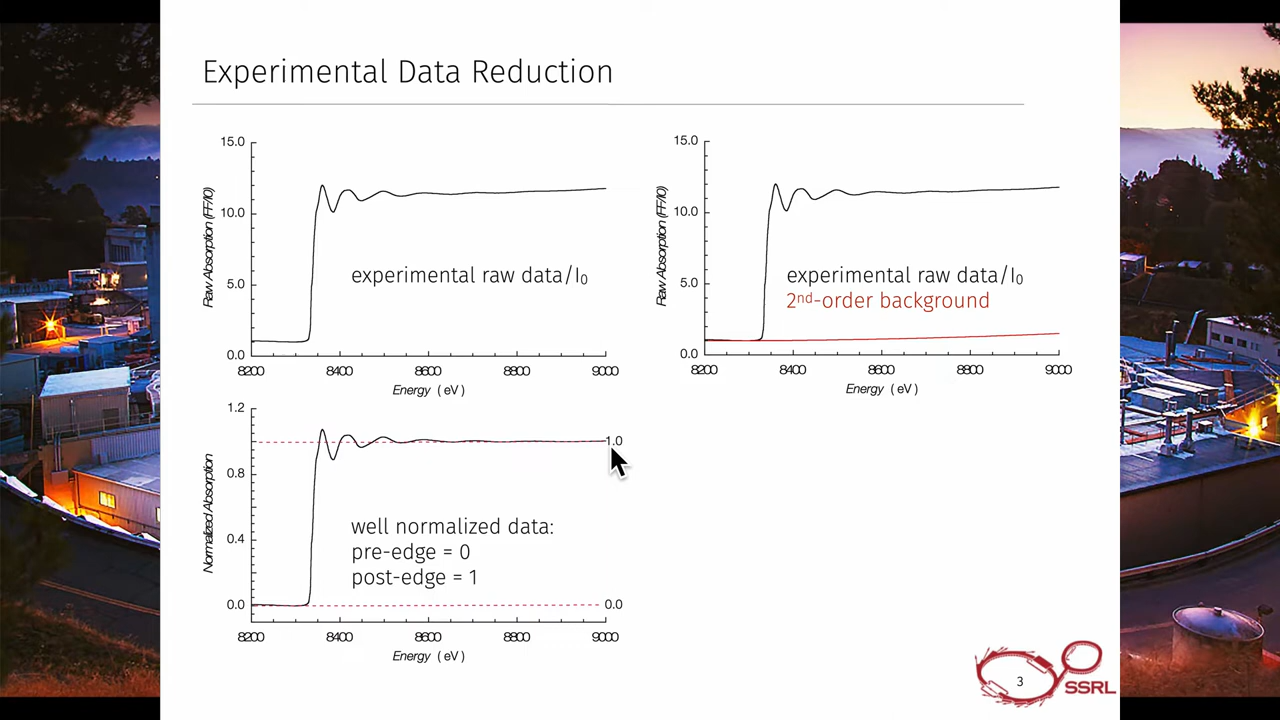 Experimental Data Reduction
15.0
10.0
5.0
0.0
Raw Absorption (FF/I0)
experimental raw data/I₀
8200 8400 8600 8800 9000
Energy (eV)
15.0
10.0
5.0
0.0
Raw Absorption (FF/I0)
experimental raw data/I₀
2nd-order background
8200 8400 8600 8800 9000
Energy (eV)
1.2
0.8
0.4
0.0
Normalized Absorption
1.0
well normalized data:
pre-edge = 0
post-edge = 1
0.0
8200 8400 8600 8800 9000
Energy (eV)
3
SSRL